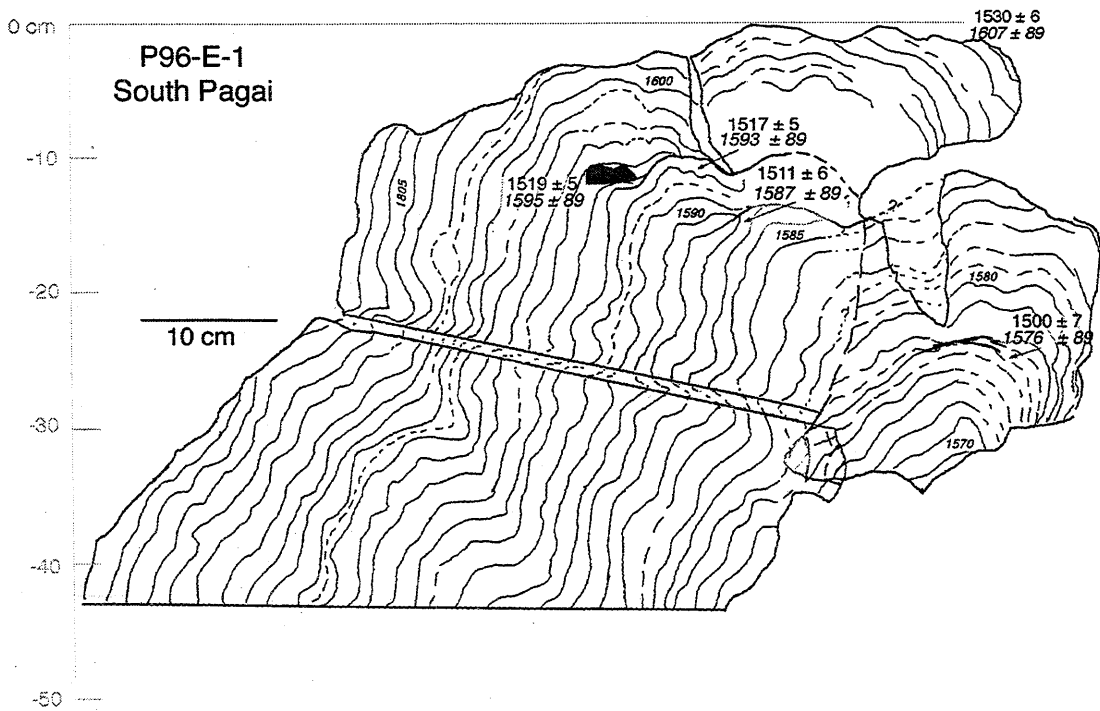 0 cm
P96-E-1
South Pagai
1530 ± 6
1607 ± 89
1600
1517 ± 5
1593 ± 89
-10
1511 ± 6
1587 ± 89
1519 ± 5
1595 ± 89
1805
1590
?
1585
1580
-20
10 cm
1500 ± 7
1576 ± 89
-30
1570
-40
-50